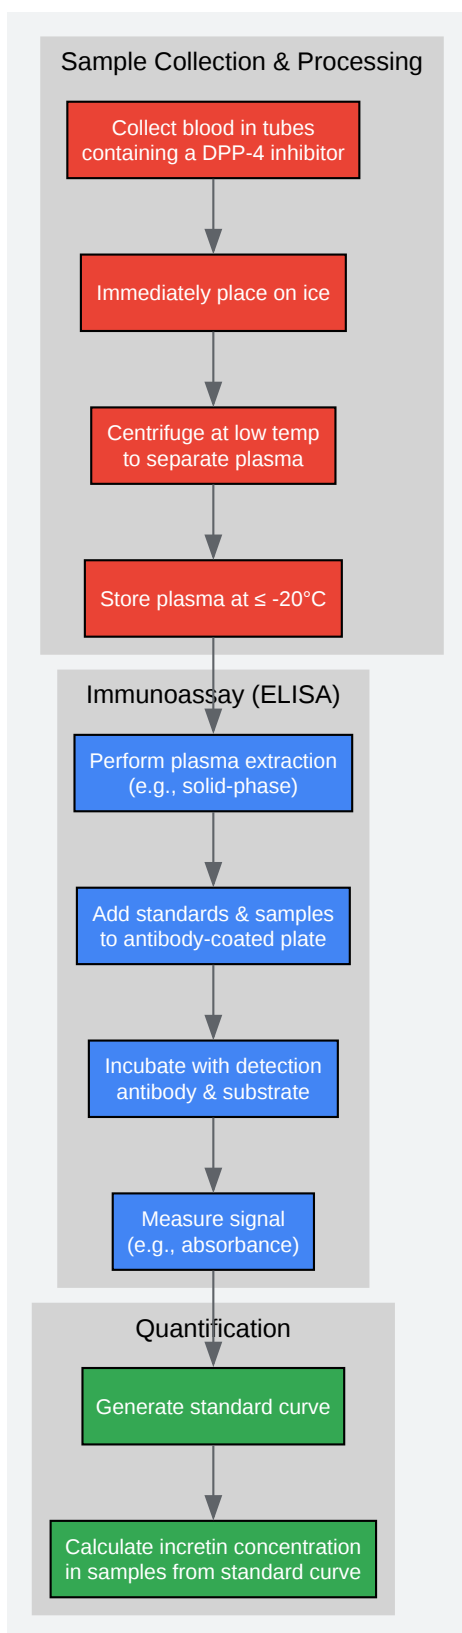 Sample Collection & Processing
Collect blood in tubes
containing a DPP-4 inhibitor
Immediately place on ice
Centrifuge at low temp
to separate plasma
Store plasma at ≤ -20°C
Immunoassay (ELISA)
Perform plasma extraction
(e.g., solid-phase)
Add standards & samples
to antibody-coated plate
Incubate with detection
antibody & substrate
Measure signal
(e.g., absorbance)
Quantification
Generate standard curve
Calculate incretin concentration
in samples from standard curve